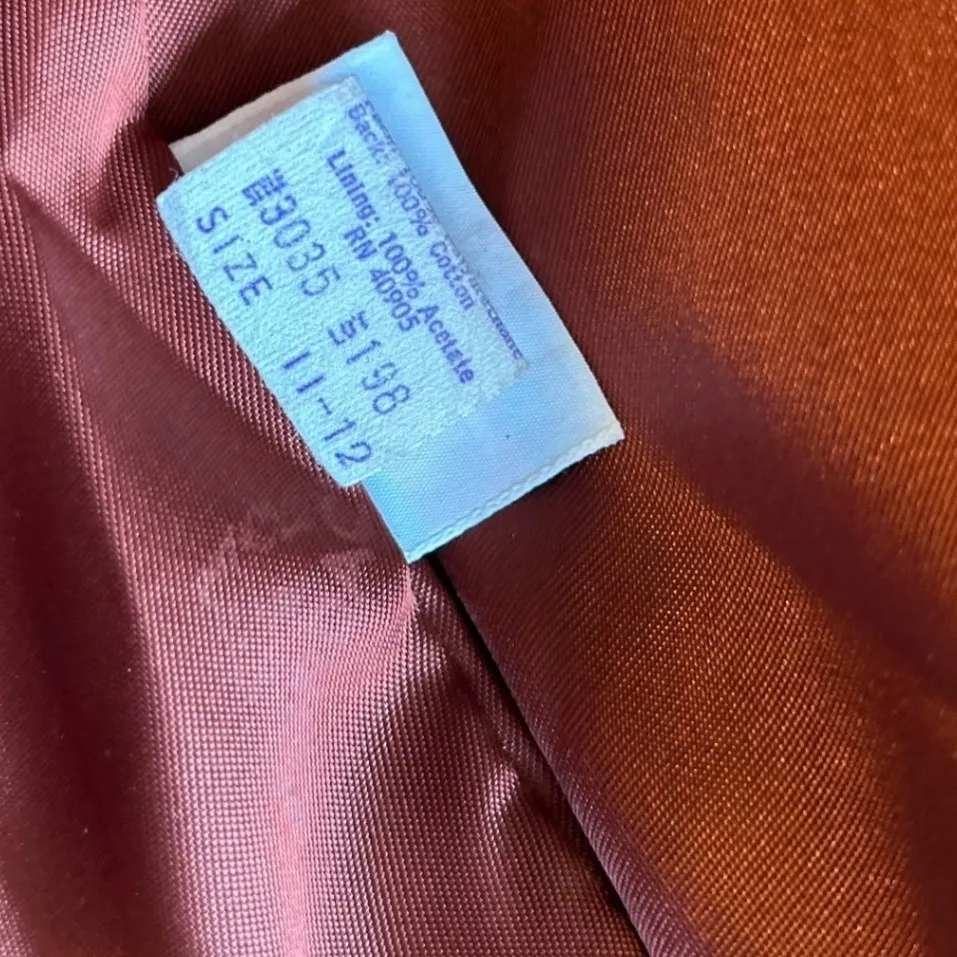 Back: 100% Cotton
Lining: 100% Acetate
RN 40905
3035 198
SIZE 11-12